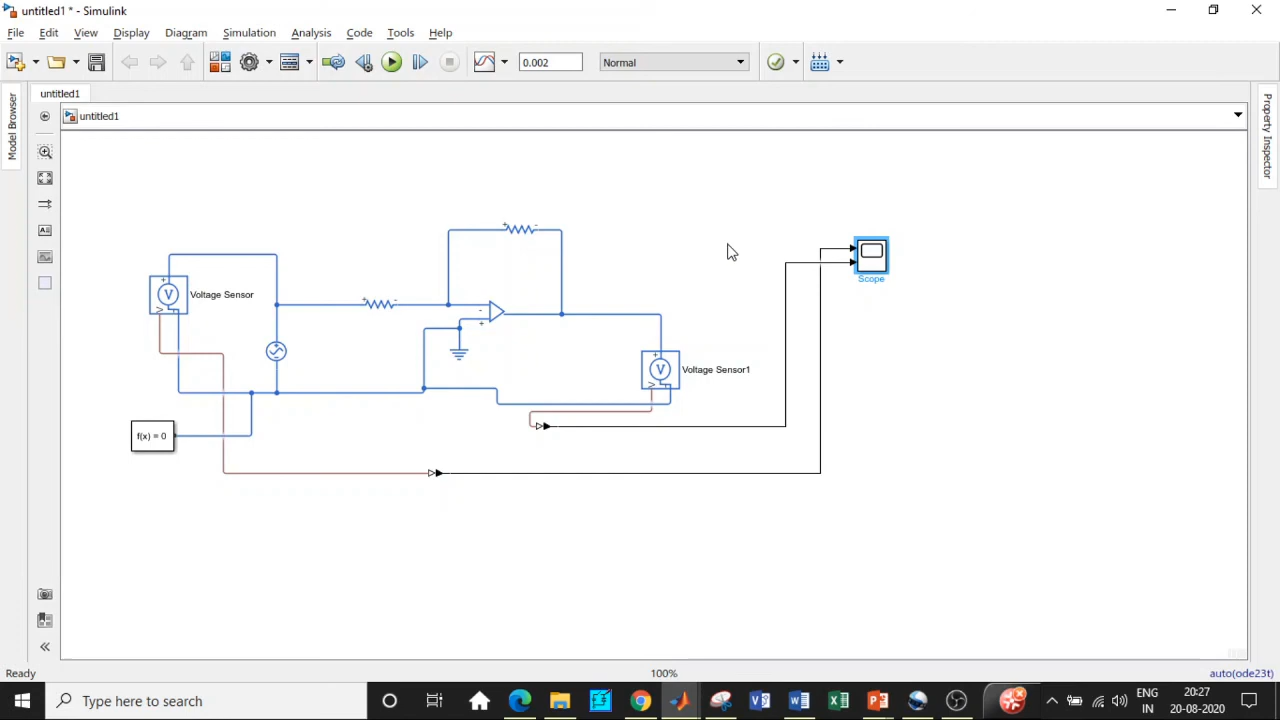 untitled1 * - Simulink
File Edit View Display Diagram Simulation Analysis Code Tools Help
0.002
Normal
untitled1
untitled1
Model Browser
Property Inspector
Scope
V
Voltage Sensor
V
Voltage Sensor1
f(x) = 0
Ready
100%
auto(ode23t)
Type here to search
ENG
IN
20:27
20-08-2020